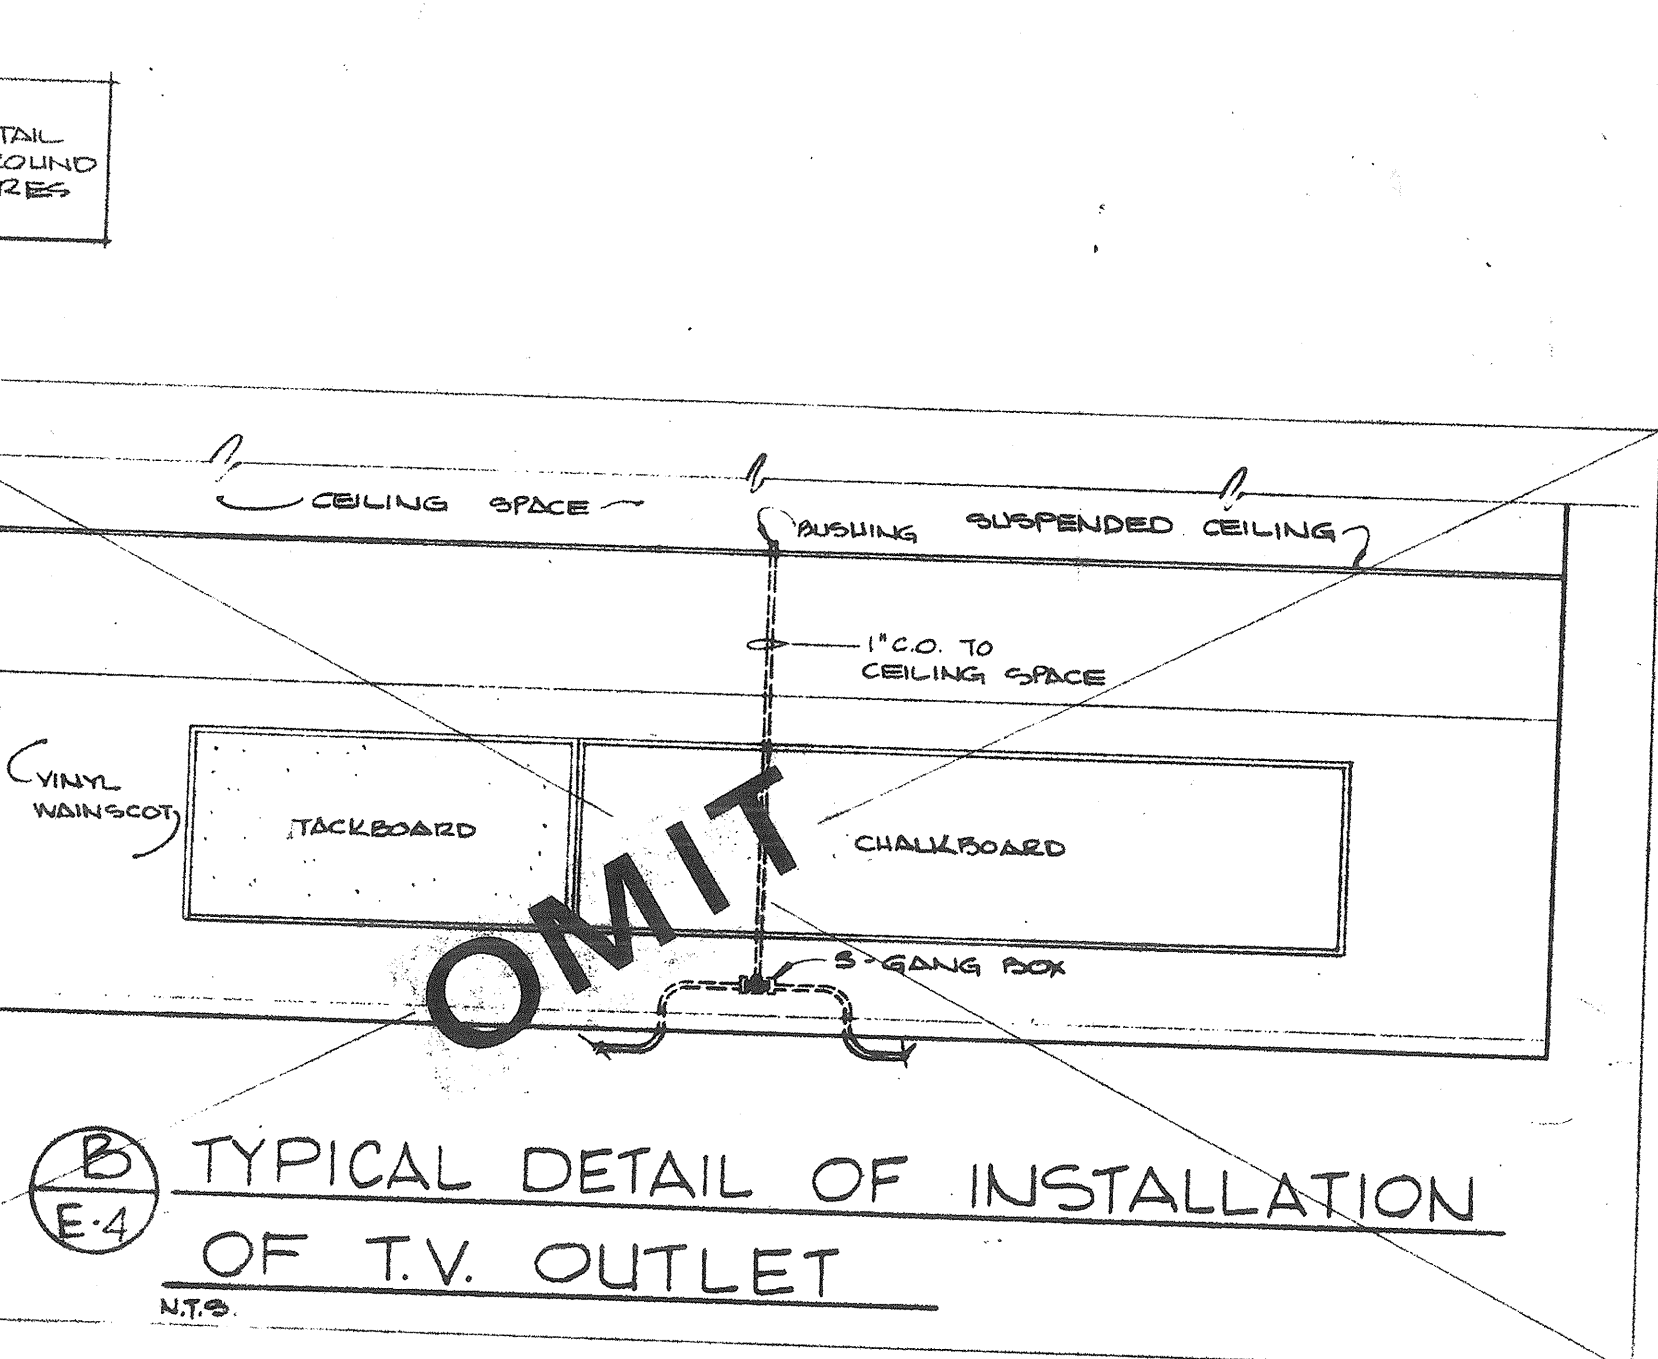 TAIL
OUND
RES
CEILING SPACE
BUSHING
SUSPENDED CEILING
1" C.O. TO
CEILING SPACE
VINYL
WAINSCOT
TACKBOARD
CHALKBOARD
OMIT
3-GANG BOX
B
E-4
TYPICAL DETAIL OF INSTALLATION
OF T.V. OUTLET
N.T.S.